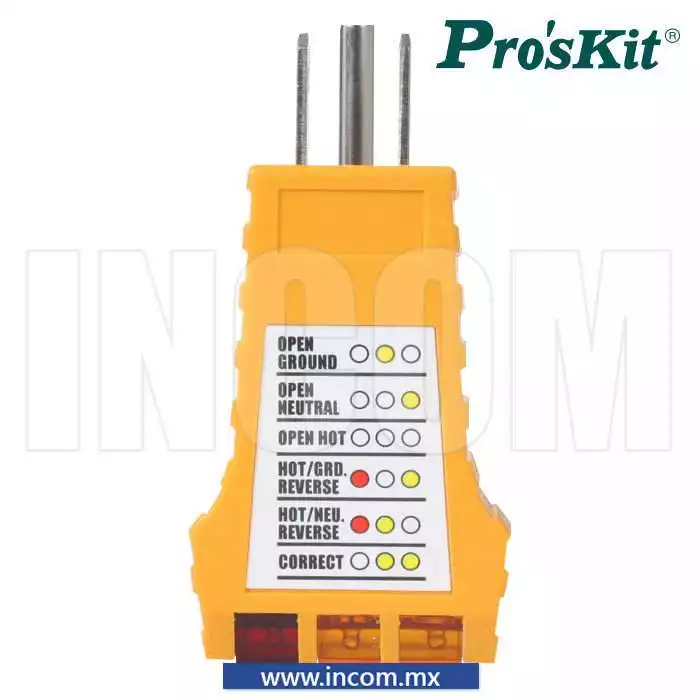 Pro'sKit®
INCOM
OPEN
GROUND
OPEN
NEUTRAL
OPEN HOT
HOT/GRD.
REVERSE
HOT/NEU.
REVERSE
CORRECT
www.incom.mx